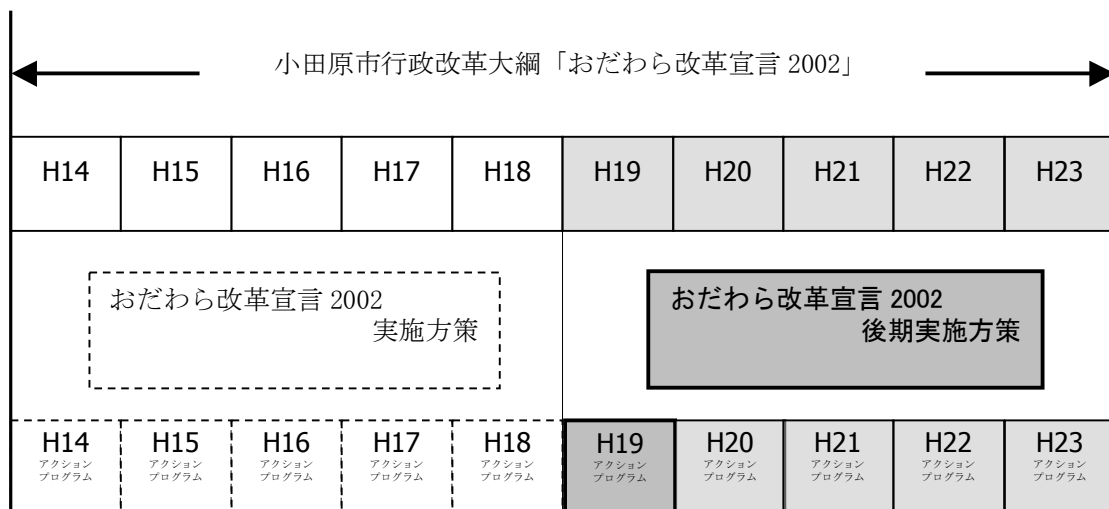 小田原市行政改革大綱「おだわら改革宣言 2002」
H14 H15 H16 H17 H18 H19 H20 H21 H22 H23
おだわら改革宣言 2002
実施方策
おだわら改革宣言 2002
後期実施方策
H14 H15 H16 H17 H18 H19 H20 H21 H22 H23
アクション アクション アクション アクション アクション アクション アクション アクション アクション アクション
プログラム プログラム プログラム プログラム プログラム プログラム プログラム プログラム プログラム プログラム